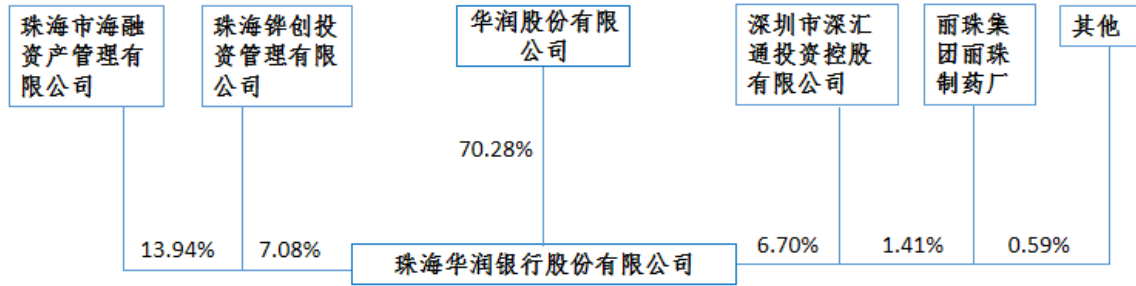 珠海市海融
资产管理有
限公司
珠海铧创投
资管理有限
公司
华润股份有限
公司
深圳市深汇
通投资控股
有限公司
丽珠集
团丽珠
制药厂
其他
70.28%
13.94%
7.08%
珠海华润银行股份有限公司
6.70%
1.41%
0.59%